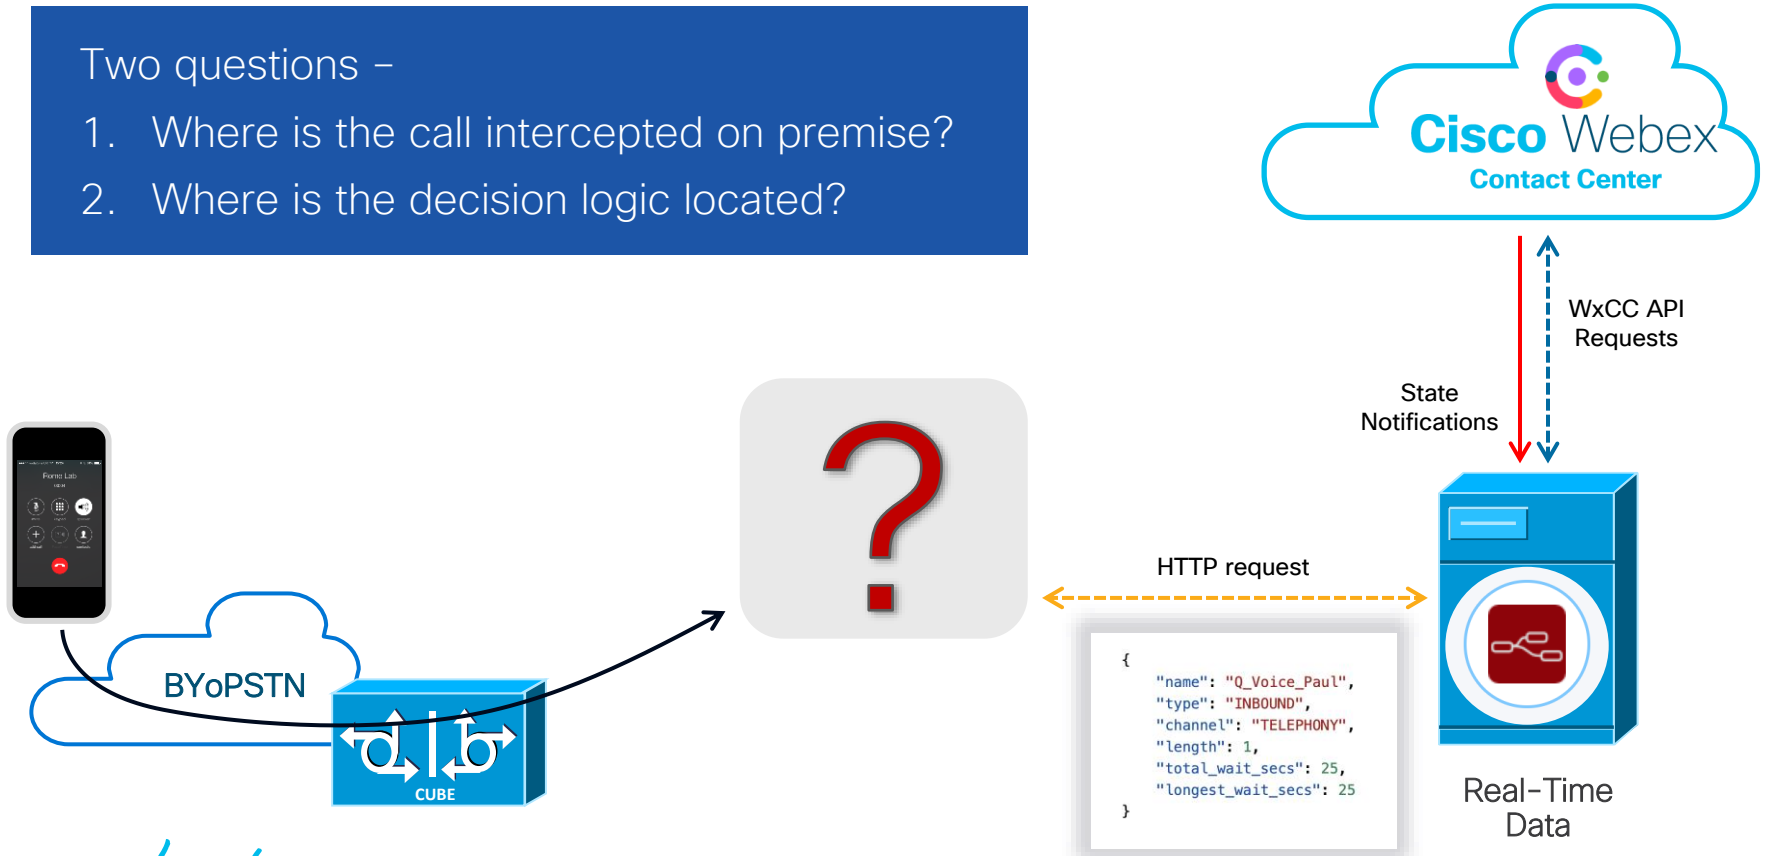 Two questions –
1. Where is the call intercepted on premise?
2. Where is the decision logic located?
Cisco Webex
Contact Center
WxCC API
Requests
State
Notifications
?
HTTP request
BYoPSTN
CUBE
{
"name": "Q_Voice_Paul",
"type": "INBOUND",
"channel": "TELEPHONY",
"length": 1,
"total_wait_secs": 25,
"longest_wait_secs": 25
}
Real-Time
Data